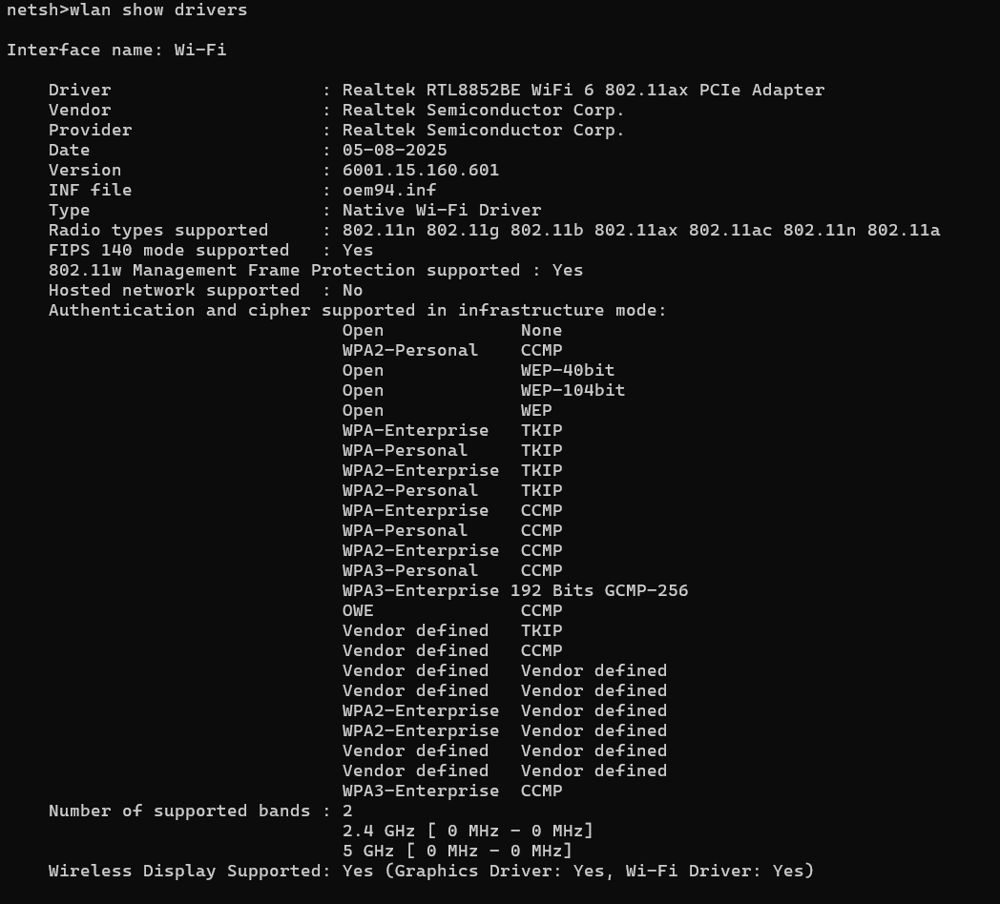 netsh>wlan show drivers

Interface name: Wi-Fi

    Driver                    : Realtek RTL8852BE WiFi 6 802.11ax PCIe Adapter
    Vendor                    : Realtek Semiconductor Corp.
    Provider                  : Realtek Semiconductor Corp.
    Date                      : 05-08-2025
    Version                   : 6001.15.160.601
    INF file                  : oem94.inf
    Type                      : Native Wi-Fi Driver
    Radio types supported     : 802.11n 802.11g 802.11b 802.11ax 802.11ac 802.11n 802.11a
    FIPS 140 mode supported   : Yes
    802.11w Management Frame Protection supported : Yes
    Hosted network supported  : No
    Authentication and cipher supported in infrastructure mode:
                                Open             None
                                WPA2-Personal    CCMP
                                Open             WEP-40bit
                                Open             WEP-104bit
                                Open             WEP
                                WPA-Enterprise   TKIP
                                WPA-Personal     TKIP
                                WPA2-Enterprise  TKIP
                                WPA2-Personal    TKIP
                                WPA-Enterprise   CCMP
                                WPA-Personal     CCMP
                                WPA2-Enterprise  CCMP
                                WPA3-Personal    CCMP
                                WPA3-Enterprise 192 Bits GCMP-256
                                OWE              CCMP
                                Vendor defined   TKIP
                                Vendor defined   CCMP
                                Vendor defined   Vendor defined
                                Vendor defined   Vendor defined
                                WPA2-Enterprise  Vendor defined
                                WPA2-Enterprise  Vendor defined
                                Vendor defined   Vendor defined
                                Vendor defined   Vendor defined
                                WPA3-Enterprise  CCMP
    Number of supported bands : 2
                                2.4 GHz [ 0 MHz - 0 MHz]
                                5 GHz [ 0 MHz - 0 MHz]
    Wireless Display Supported: Yes (Graphics Driver: Yes, Wi-Fi Driver: Yes)